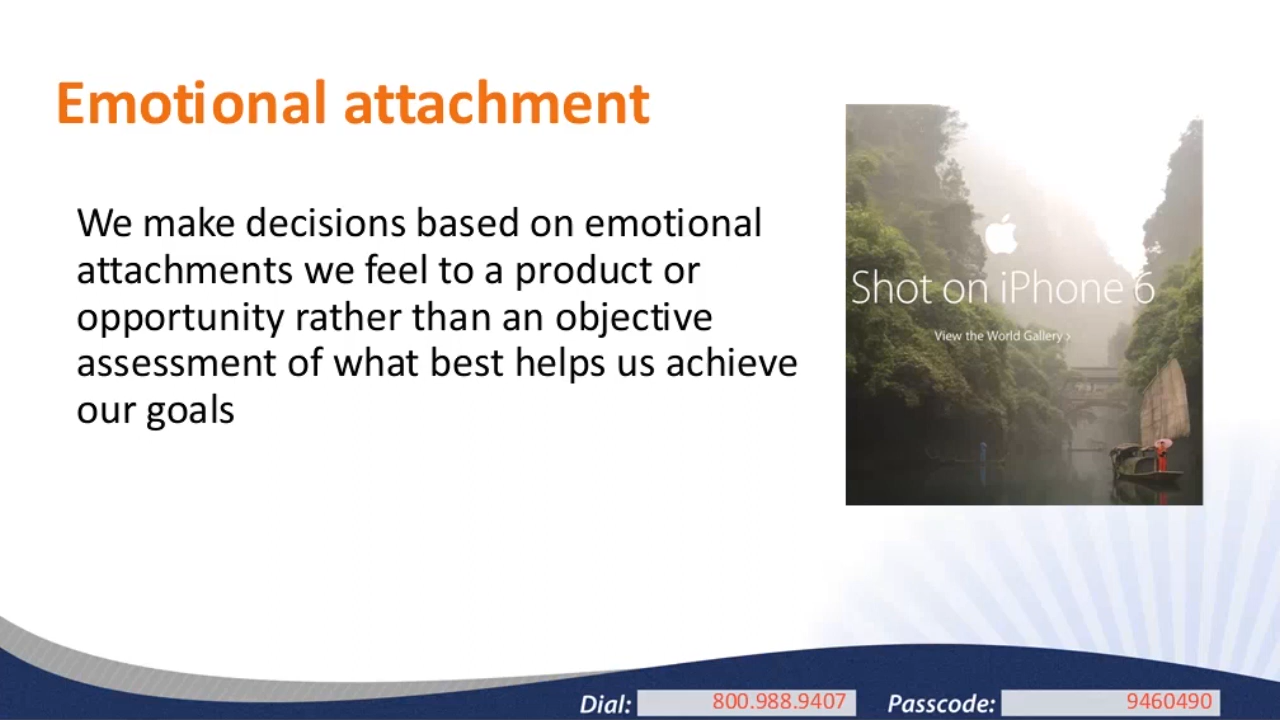 Emotional attachment
We make decisions based on emotional
attachments we feel to a product or
opportunity rather than an objective
assessment of what best helps us achieve
our goals
Shot on iPhone 6
View the World Gallery ›
Dial: 800.988.9407 Passcode: 9460490